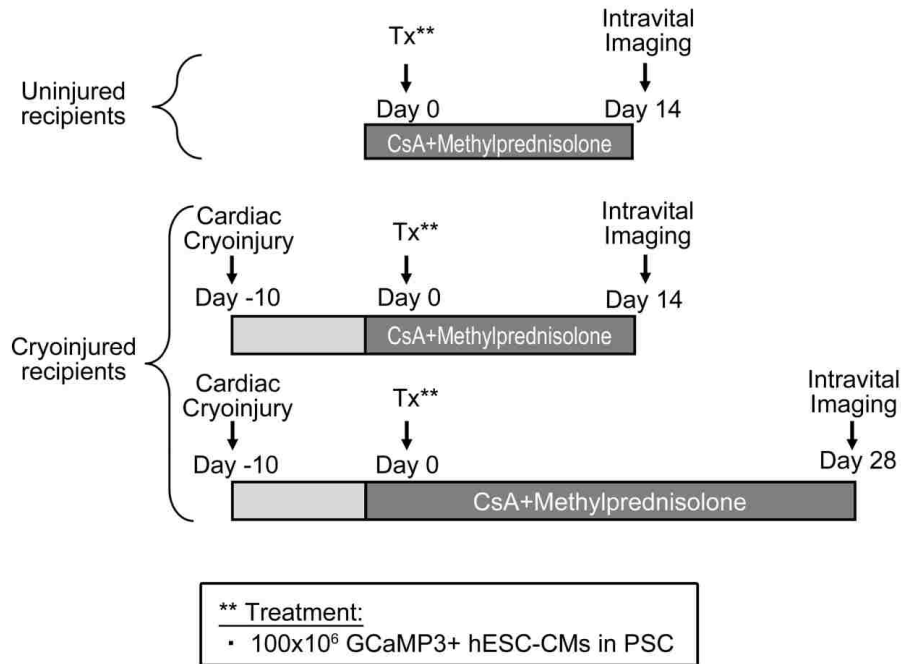 Uninjured
recipients
Tx**
Intravital
Imaging
Day 0
Day 14
CsA+Methylprednisolone
Cryoinjured
recipients
Cardiac
Cryoinjury
Tx**
Intravital
Imaging
Day -10
Day 0
Day 14
CsA+Methylprednisolone
Cardiac
Cryoinjury
Tx**
Intravital
Imaging
Day -10
Day 0
Day 28
CsA+Methylprednisolone
** Treatment:
· 100x10⁶ GCaMP3+ hESC-CMs in PSC